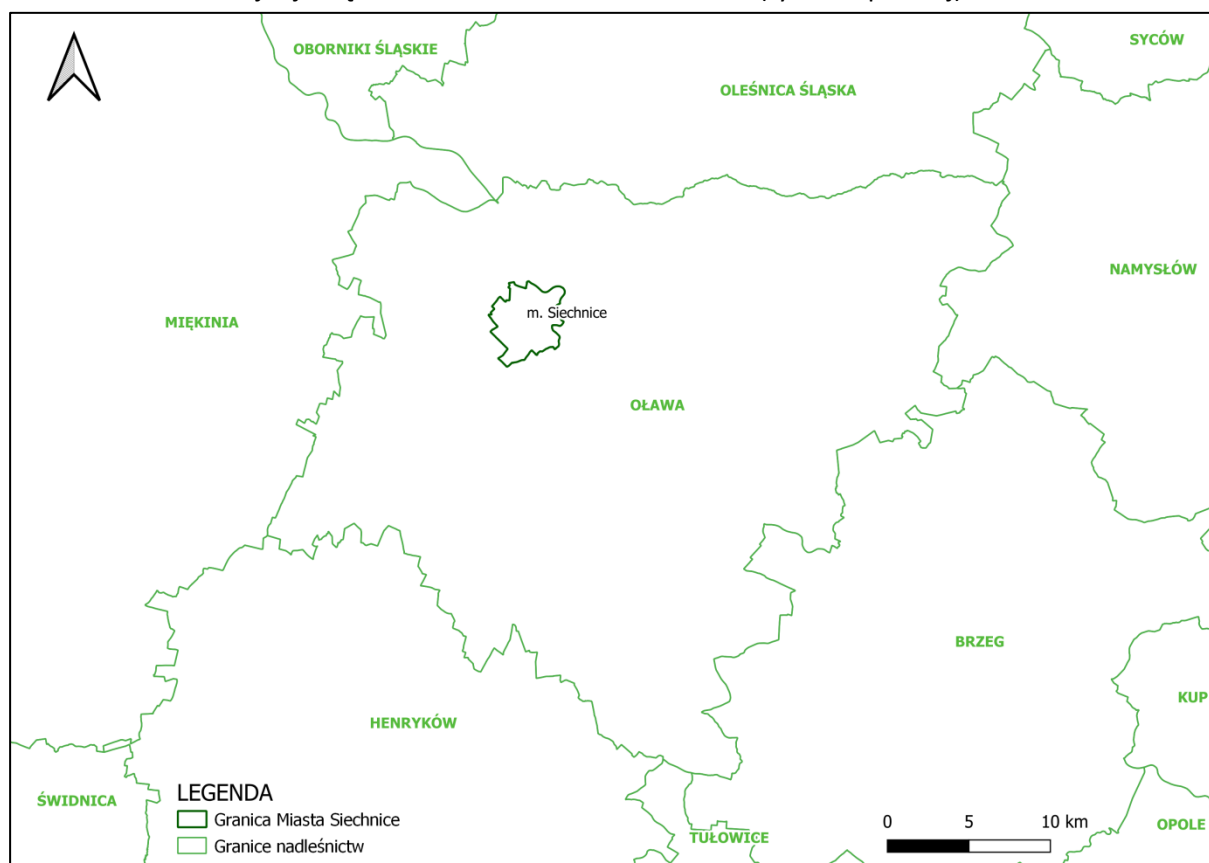 OBORNIKI ŚLĄSKIE
SYCÓW
OLEŚNICA ŚLĄSKA
NAMYSŁÓW
m. Siechnice
MIĘKINIA
OŁAWA
BRZEG
KUP
HENRYKÓW
LEGENDA
ŚWIDNICA
Granica Miasta Siechnice
Granice nadleśnictw
TUŁOWICE
0 5 10 km
OPOLE